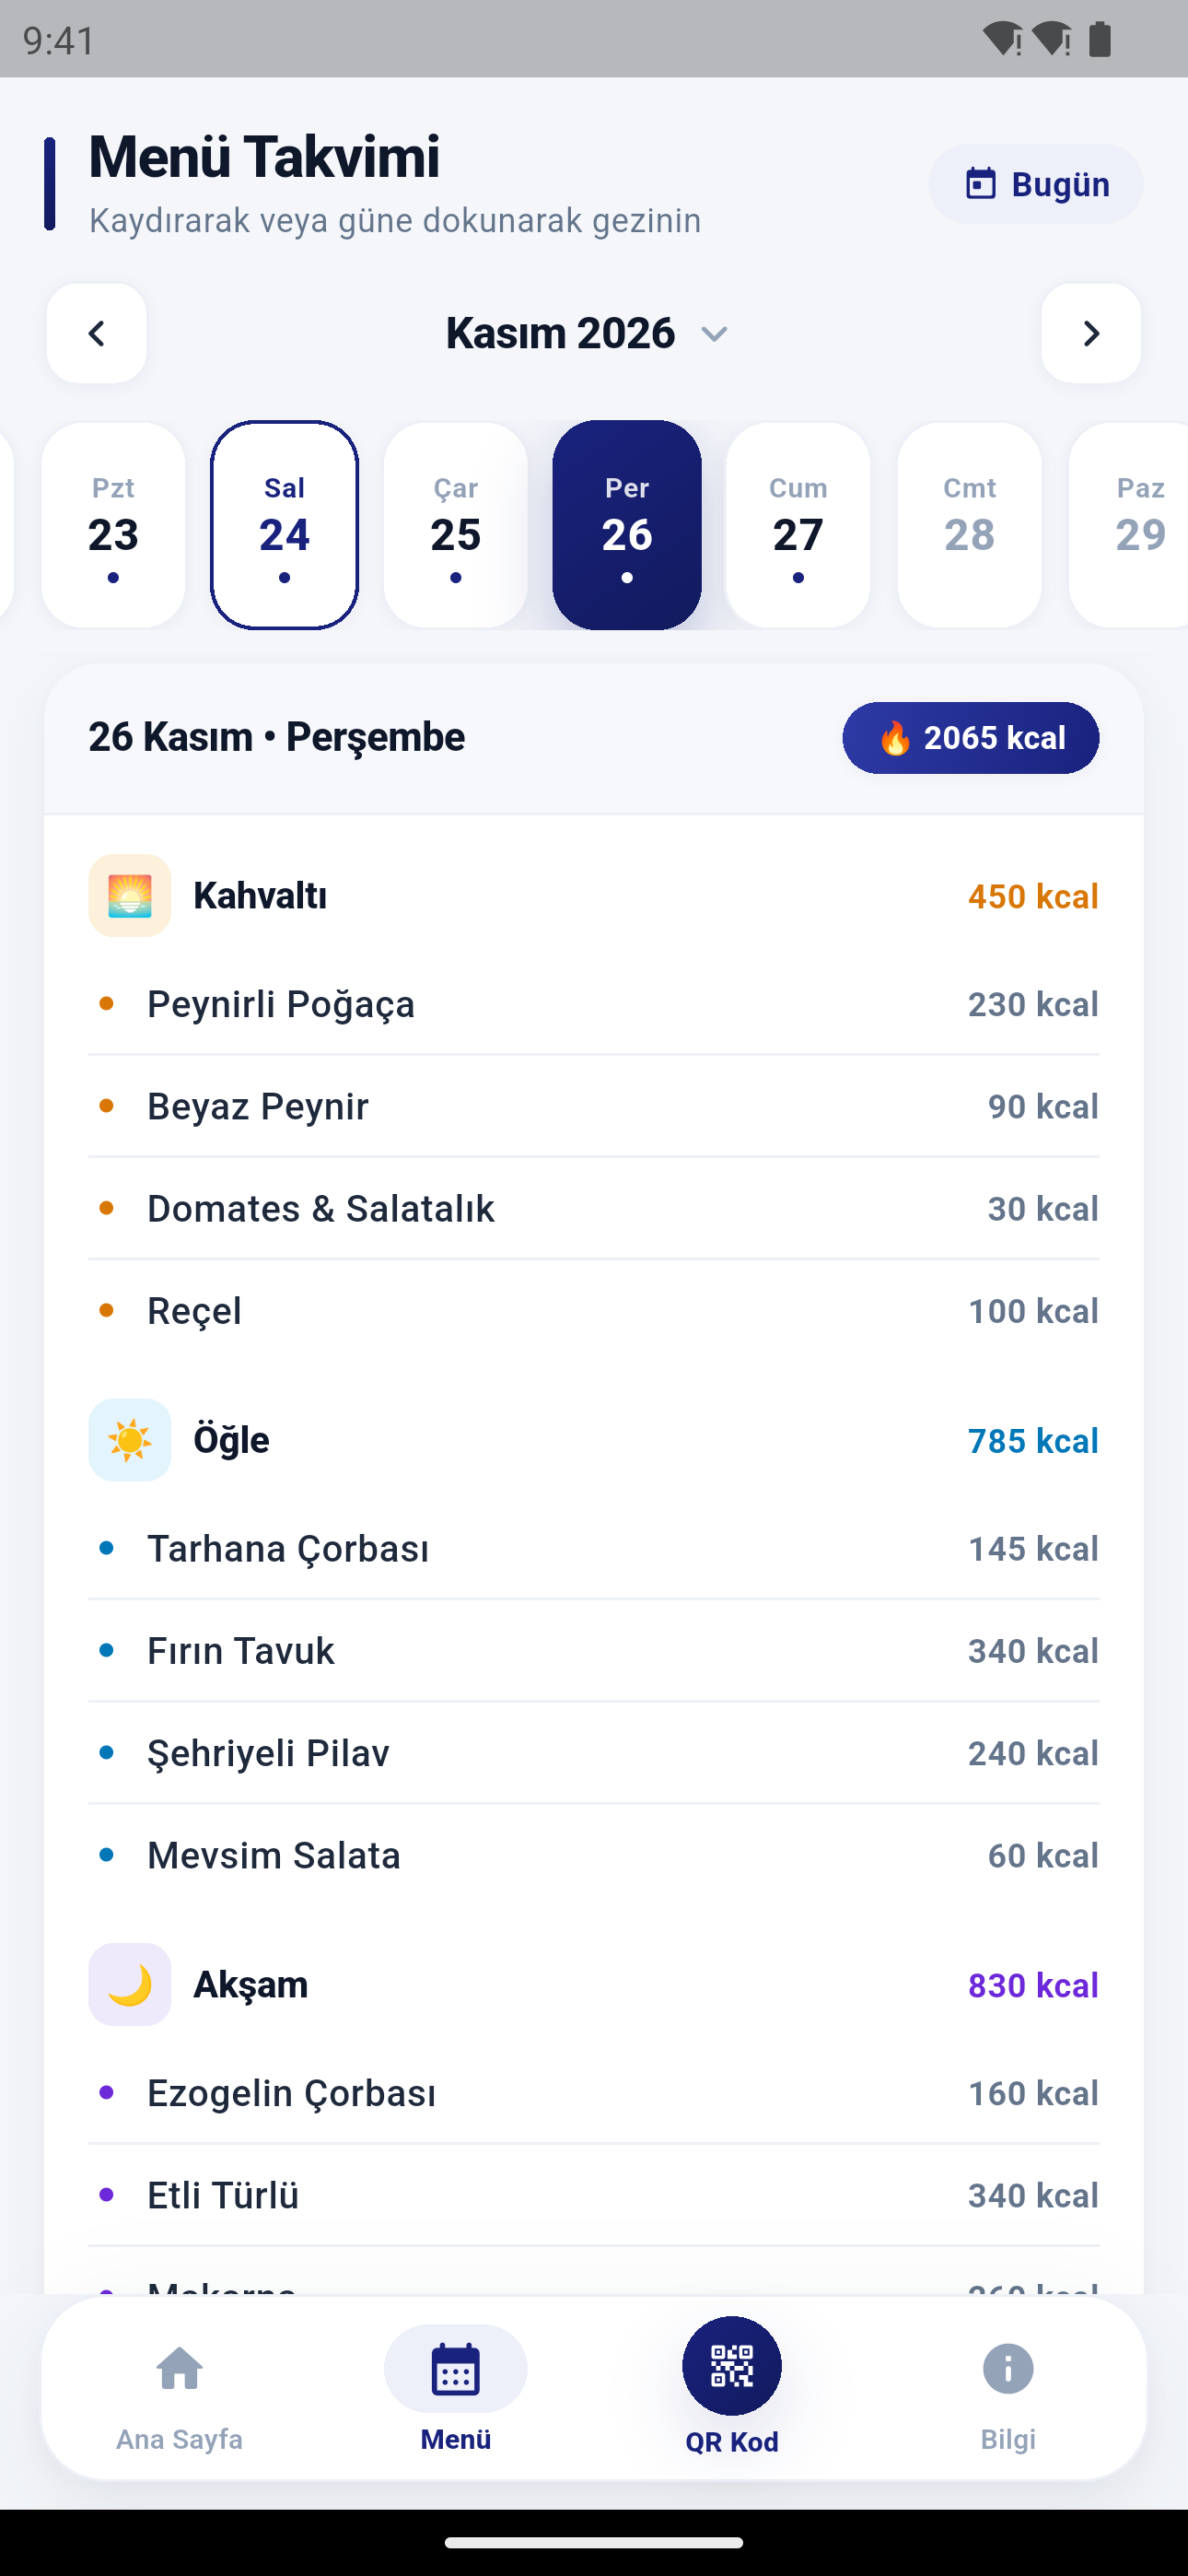 9:41
Menü Takvimi
Kaydırarak veya güne dokunarak gezinin
Bugün
Kasım 2026
Pzt Sal Çar Per Cum Cmt Paz
23 24 25 26 27 28 29
26 Kasım • Perşembe
🔥 2065 kcal
Kahvaltı 450 kcal
Peynirli Poğaça 230 kcal
Beyaz Peynir 90 kcal
Domates & Salatalık 30 kcal
Reçel 100 kcal
Öğle 785 kcal
Tarhana Çorbası 145 kcal
Fırın Tavuk 340 kcal
Şehriyeli Pilav 240 kcal
Mevsim Salata 60 kcal
Akşam 830 kcal
Ezogelin Çorbası 160 kcal
Etli Türlü 340 kcal
Ana Sayfa Menü QR Kod Bilgi